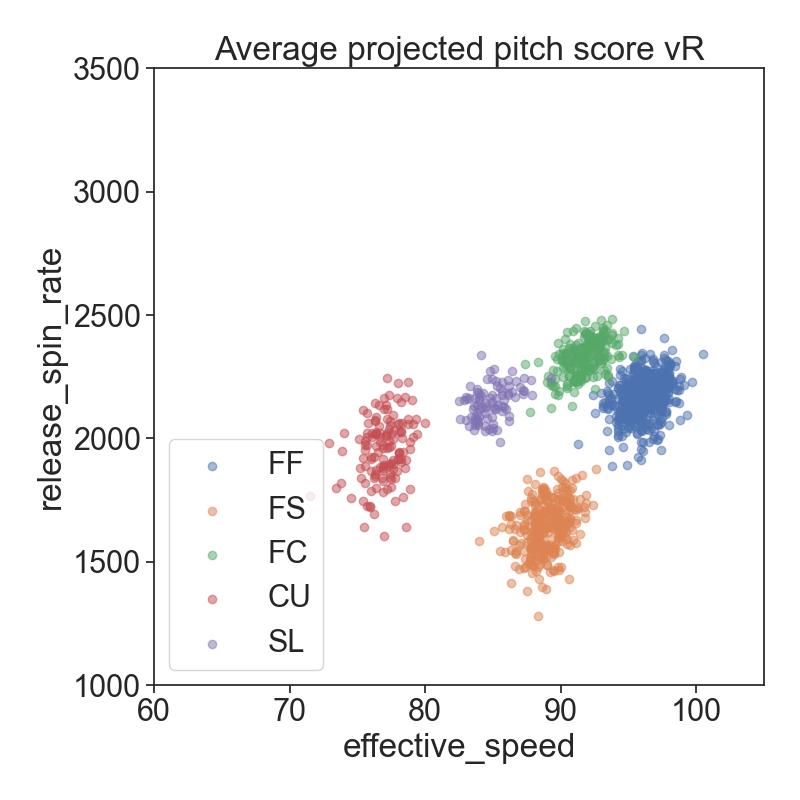 Average projected pitch score vR
3500
3000
2500
2000
1500
1000
release_spin_rate
FF
FS
FC
CU
SL
60
70
80
90
100
effective_speed